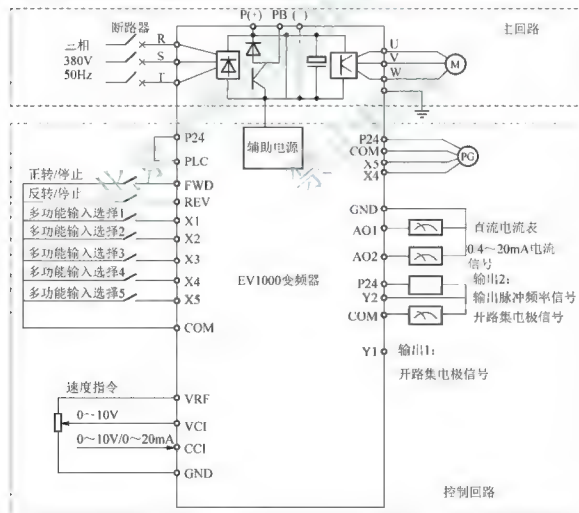 断路器
P(+) PB (-)
主回路
三相
380V
50Hz
R
S
T
U
V
W
M
辅助电源
P24
PLC
正转/停止
FWD
反转/停止
REV
多功能输入选择1
X1
多功能输入选择2
X2
多功能输入选择3
X3
多功能输入选择4
X4
多功能输入选择5
X5
COM
EV1000变频器
P24
COM
X5
X4
PG
GND
AO1
直流电流表
AO2
0/4～20mA电流
信号
P24
输出2:
Y2
输出脉冲频率信号
COM
开路集电极信号
Y1
输出1:
开路集电极信号
速度指令
VRF
0~-10V
VCI
0～10V/0～20mA
CCI
GND
控制回路